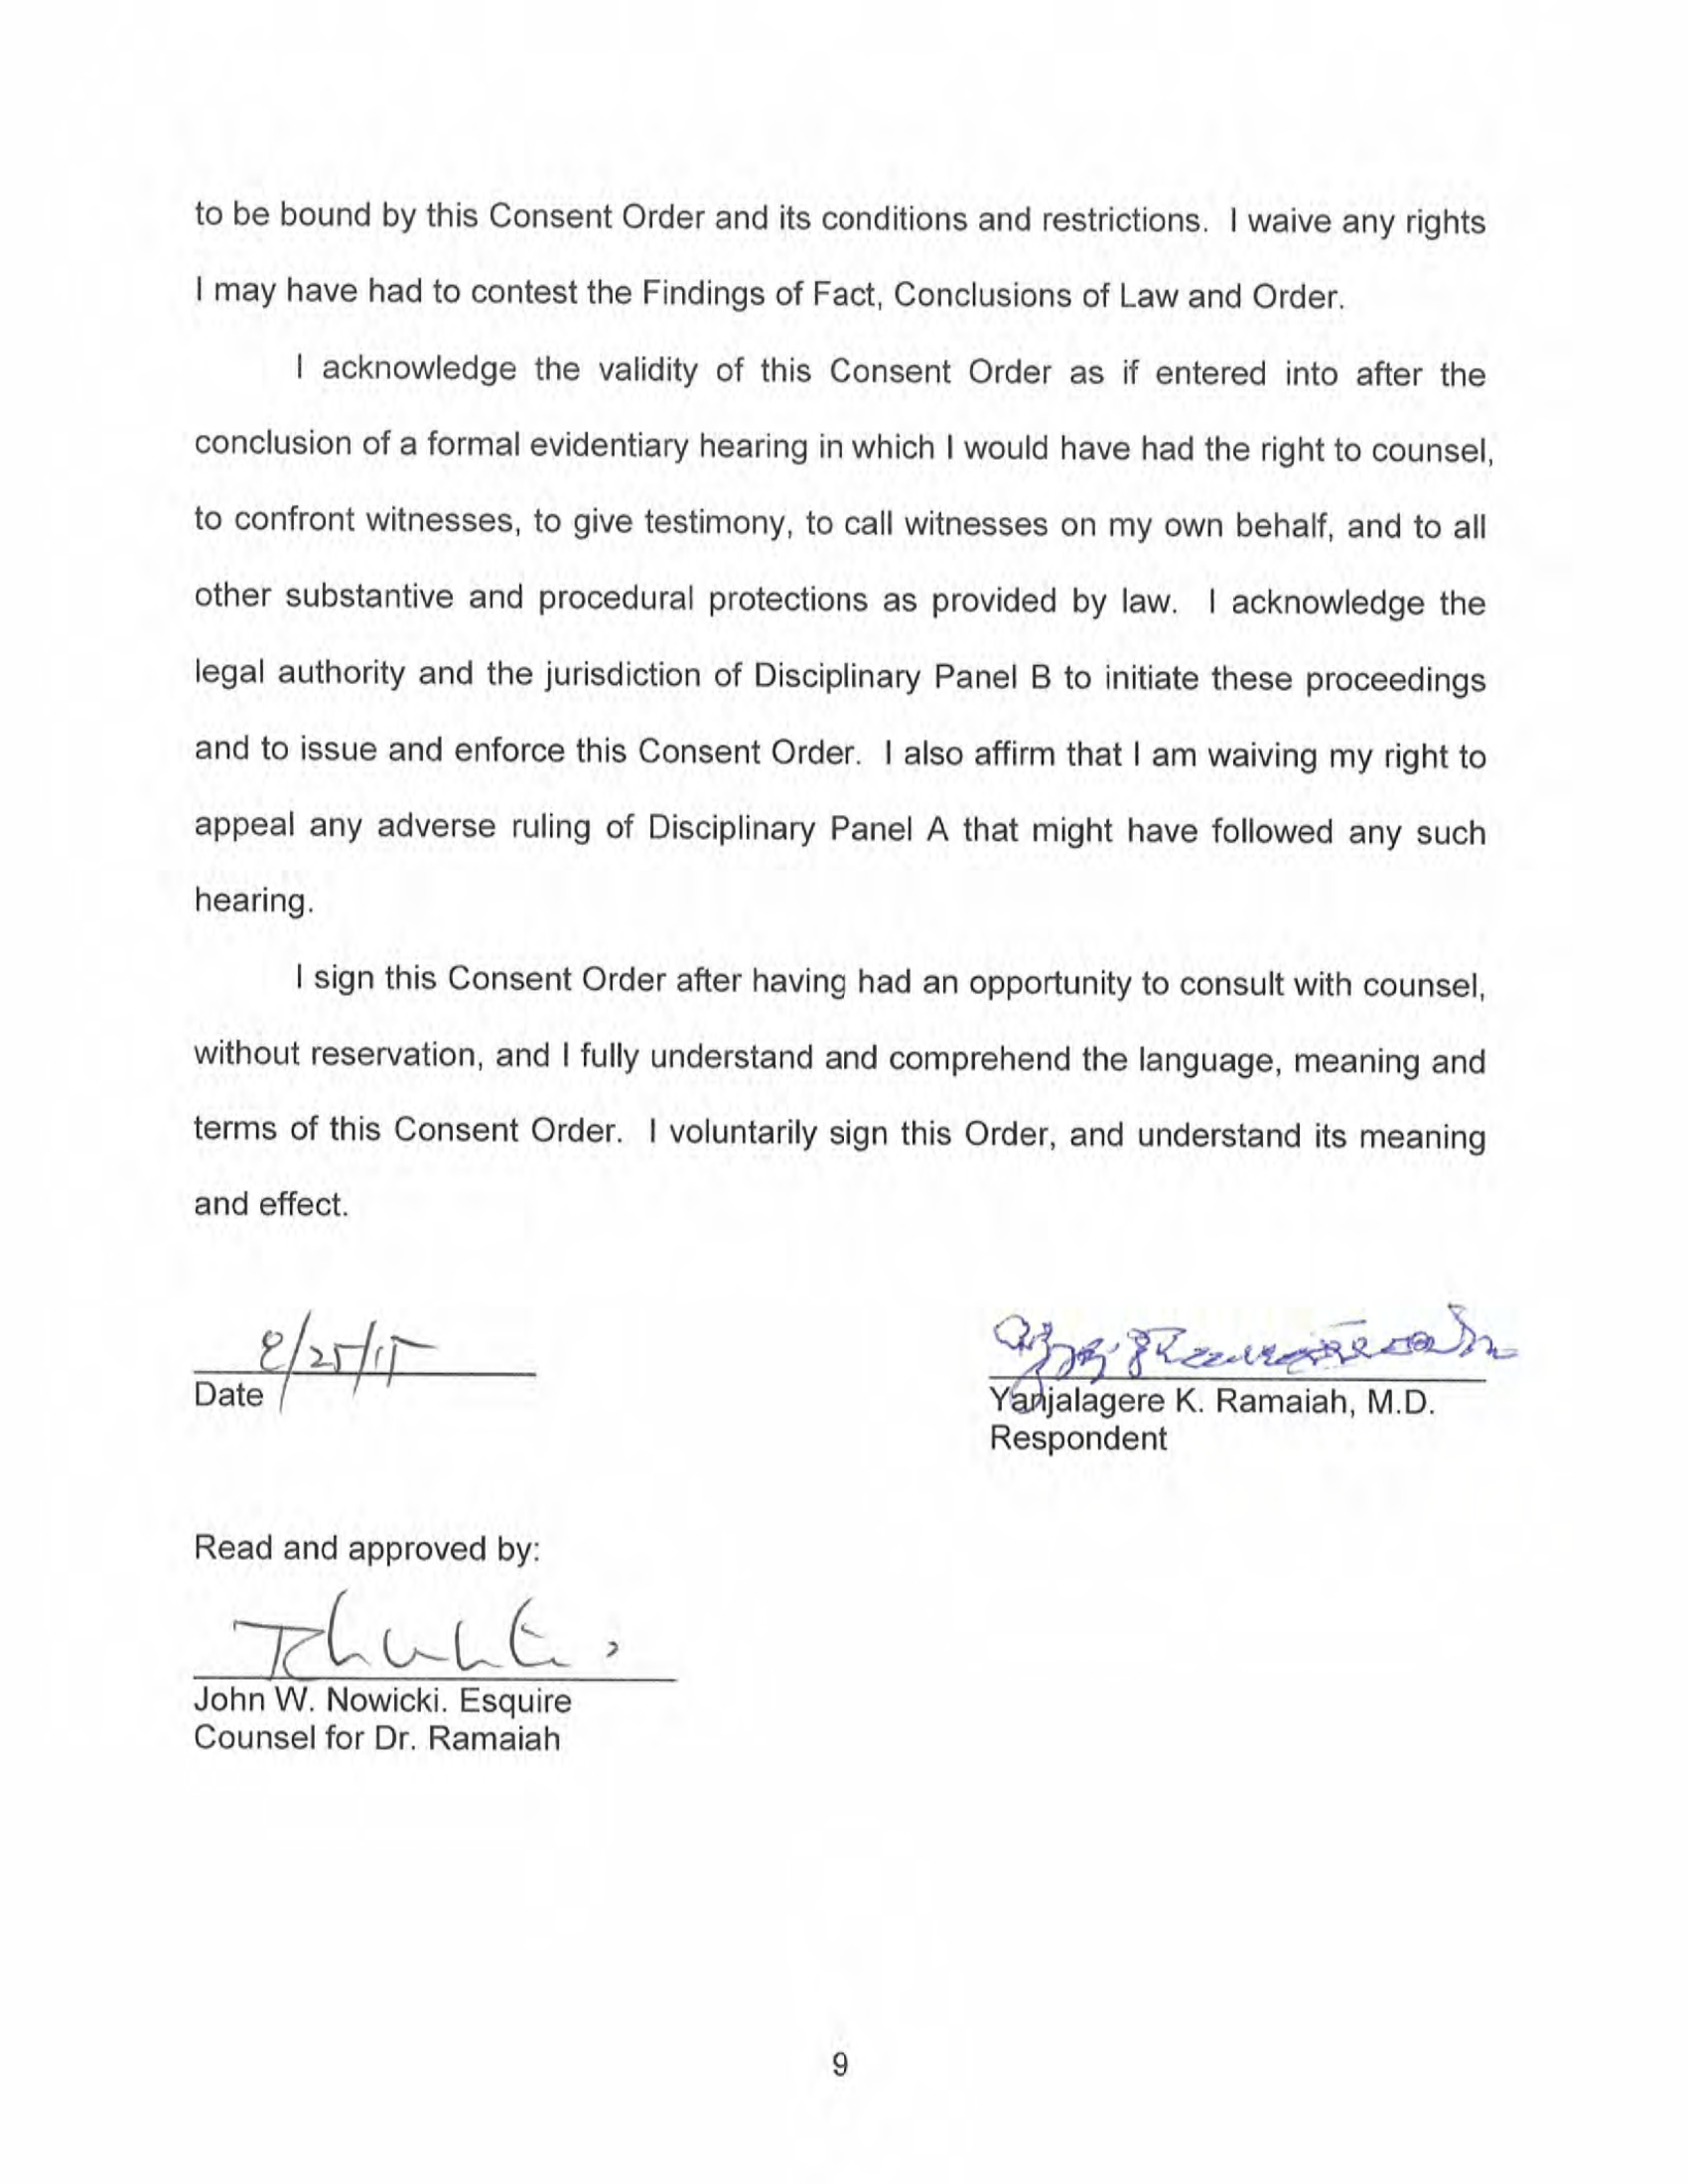 to be bound by this Consent Order and its conditions and restrictions. I waive any rights
I may have had to contest the Findings of Fact, Conclusions of Law and Order.
I acknowledge the validity of this Consent Order as if entered into after the
conclusion of a formal evidentiary hearing in which I would have had the right to counsel,
to confront witnesses, to give testimony, to call witnesses on my own behalf, and to all
other substantive and procedural protections as provided by law. I acknowledge the
legal authority and the jurisdiction of Disciplinary Panel B to initiate these proceedings
and to issue and enforce this Consent Order. I also affirm that I am waiving my right to
appeal any adverse ruling of Disciplinary Panel A that might have followed any such
hearing.
I sign this Consent Order after having had an opportunity to consult with counsel,
without reservation, and I fully understand and comprehend the language, meaning and
terms of this Consent Order. I voluntarily sign this Order, and understand its meaning
and effect.
8/25/15
Date
Yanjalagere K. Ramaiah, M.D.
Respondent
Read and approved by:
John W. Nowicki. Esquire
Counsel for Dr. Ramaiah
9